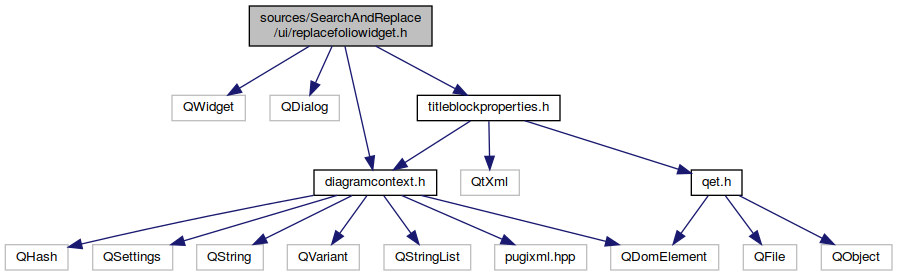 sources/SearchAndReplace
/ui/replacefoliowidget.h
QWidget
QDialog
titleblockproperties.h
diagramcontext.h
QtXml
qet.h
QHash
QSettings
QString
QVariant
QStringList
pugixml.hpp
QDomElement
QFile
QObject